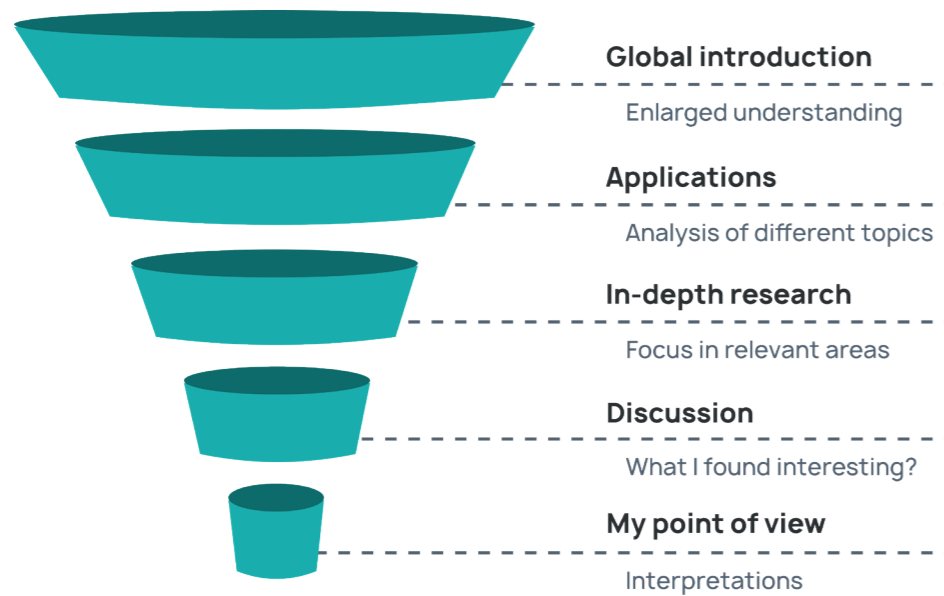 Global introduction
Enlarged understanding
Applications
Analysis of different topics
In-depth research
Focus in relevant areas
Discussion
What I found interesting?
My point of view
Interpretations